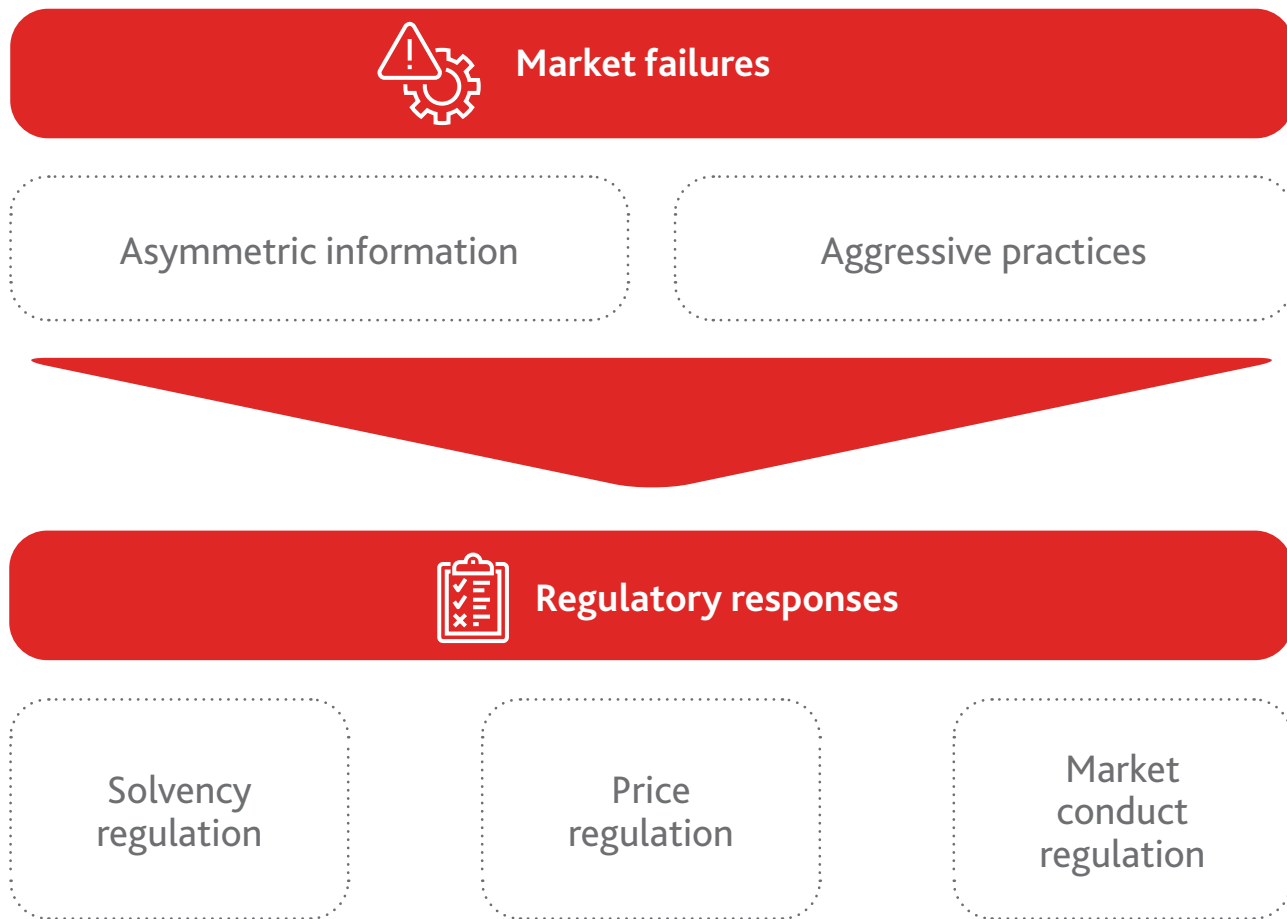 Market failures
Asymmetric information
Aggressive practices
Regulatory responses
Solvency
regulation
Price
regulation
Market
conduct
regulation